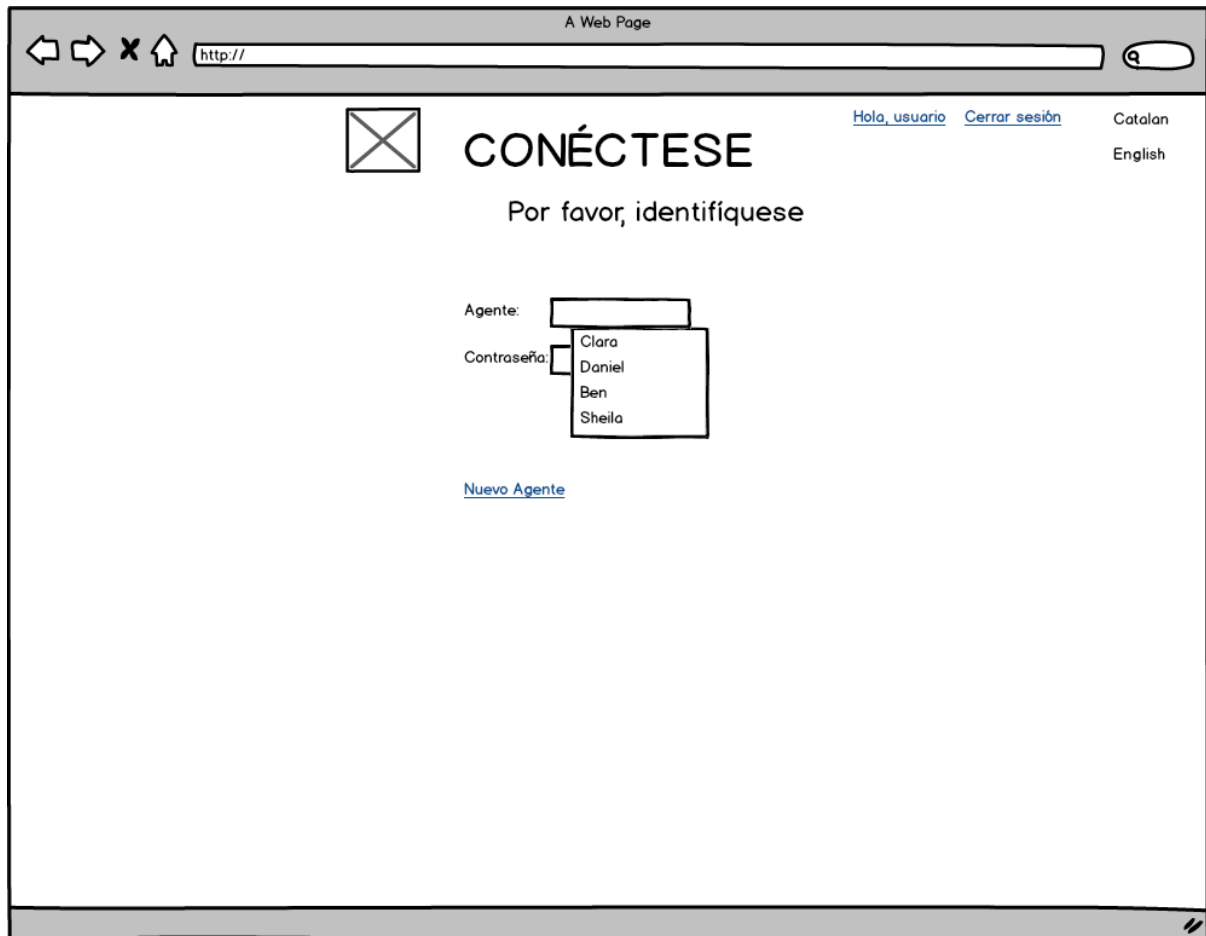 A Web Page
http://
Hola, usuario Cerrar sesión Catalan
CONÉCTESE
English
Por favor, identifíquese
Agente:
Clara
Contraseña:
Daniel
Ben
Sheila
Nuevo Agente